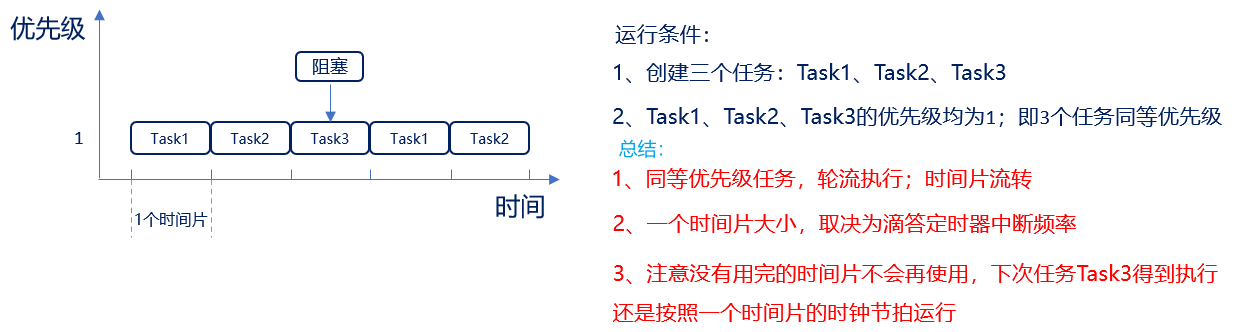 优先级
阻塞
1
Task1
Task2
Task3
Task1
Task2
时间
1个时间片
运行条件：
1、创建三个任务：Task1、Task2、Task3
2、Task1、Task2、Task3的优先级均为1；即3个任务同等优先级
总结：
1、同等优先级任务，轮流执行；时间片流转
2、一个时间片大小，取决为滴答定时器中断频率
3、注意没有用完的时间片不会再使用，下次任务Task3得到执行
还是按照一个时间片的时钟节拍运行